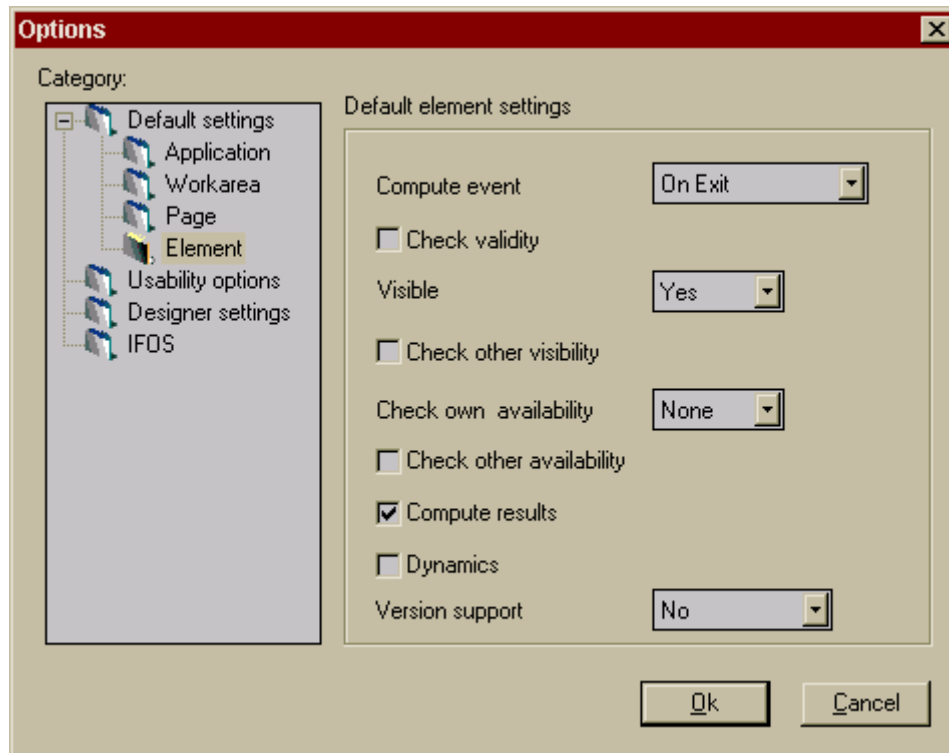 Options
Category:
Default settings
Application
Workarea
Page
Element
Usability options
Designer settings
IFOS
Default element settings
Compute event On Exit
Check validity
Visible Yes
Check other visibility
Check own availability None
Check other availability
Compute results
Dynamics
Version support No
Ok Cancel